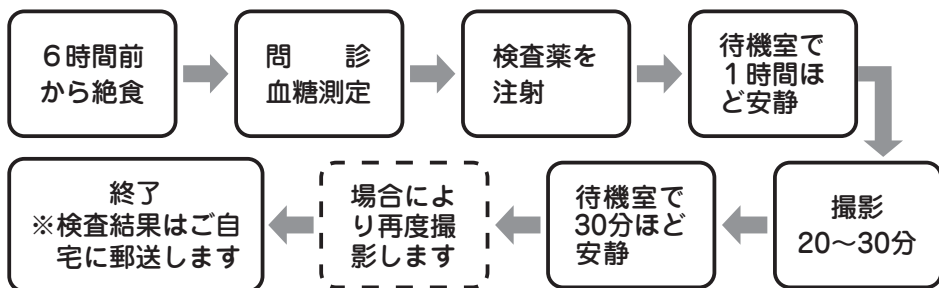 6時間前
から絶食
問　　診
血糖測定
検査薬を
注射
待機室で
1時間ほ
ど安静
撮影
20〜30分
待機室で
30分ほど
安静
場合によ
り再度撮
影します
終了
※検査結果はご自
宅に郵送します